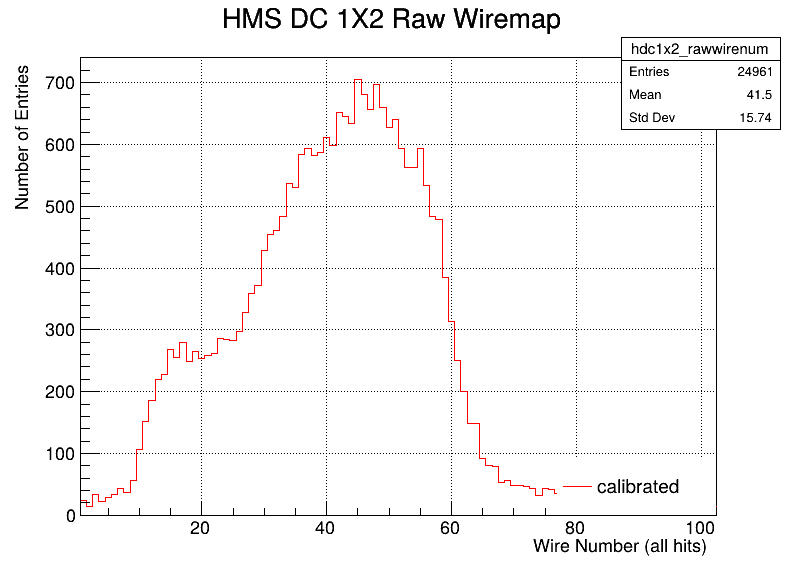 HMS DC 1X2 Raw Wiremap
hdc1x2_rawwirenum
Entries 24961
Mean 41.5
Std Dev 15.74
Number of Entries
700
600
500
400
300
200
100
0
calibrated
20 40 60 80 100
Wire Number (all hits)